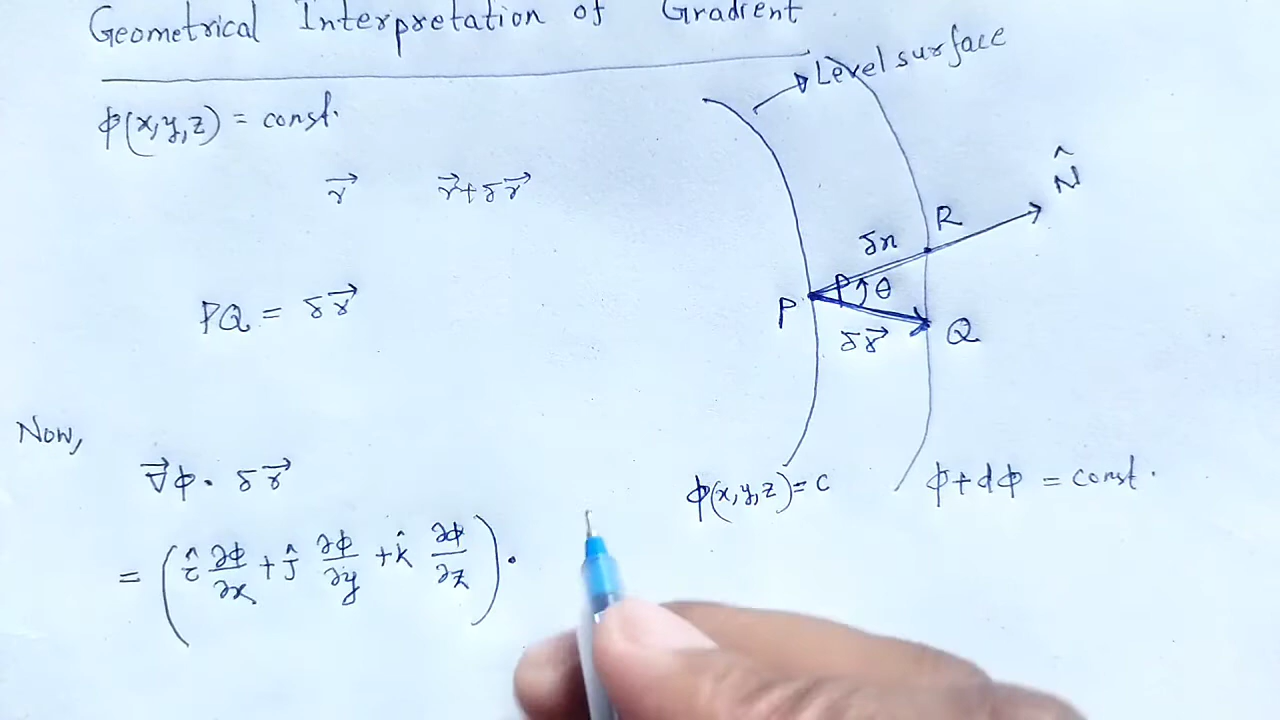 Geometrical Interpretation of Gradient
ϕ(x,y,z) = const.
Level surface
r⃗ r⃗+δr⃗
N̂
R
δn
θ
P
Q
δr⃗
PQ = δr⃗
Now,
∇⃗ϕ · δr⃗
ϕ(x,y,z) = c
ϕ+dϕ = const.
= (î ∂ϕ/∂x + ĵ ∂ϕ/∂y + k̂ ∂ϕ/∂z) ·